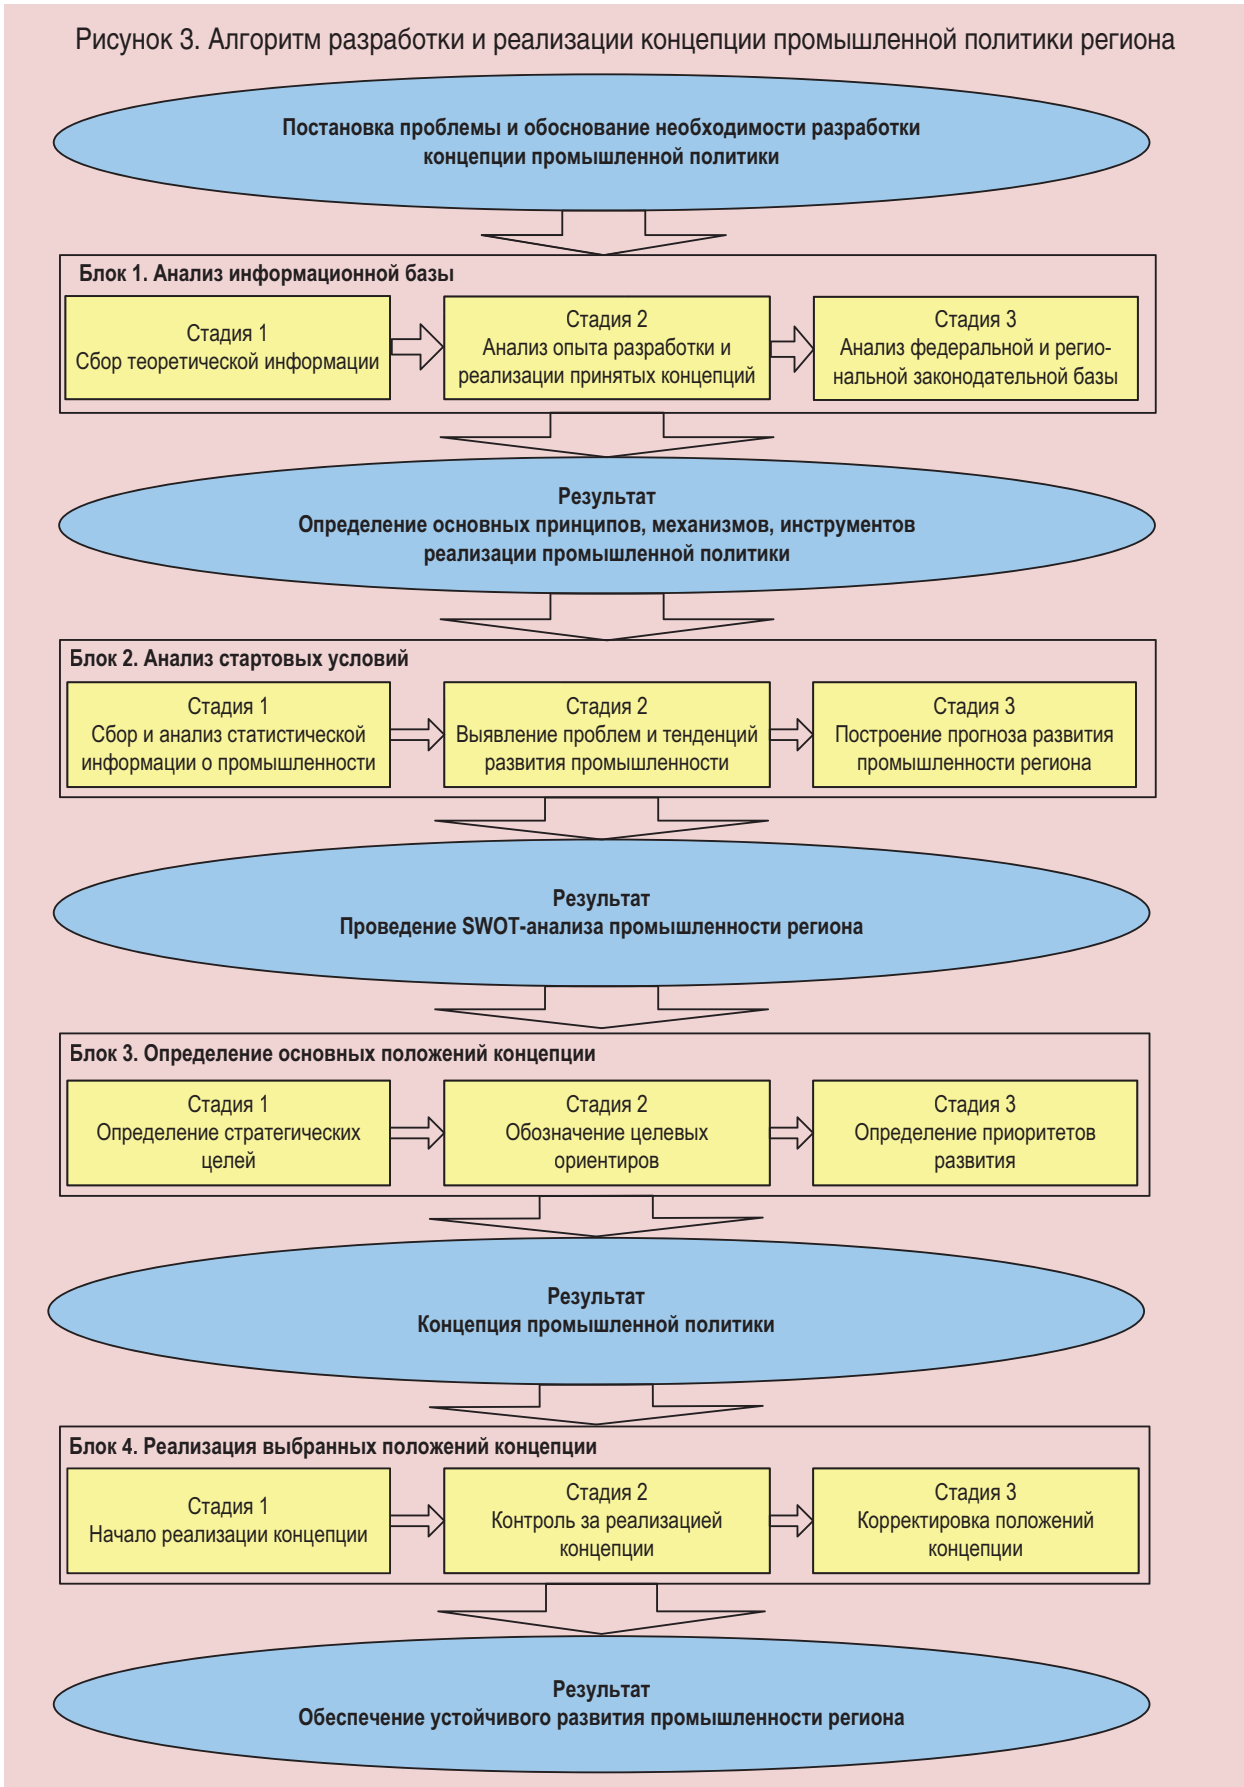 Рисунок 3. Алгоритм разработки и реализации концепции промышленной политики региона
Постановка проблемы и обоснование необходимости разработки
концепции промышленной политики
Блок 1. Анализ информационной базы
Стадия 1
Сбор теоретической информации
Стадия 2
Анализ опыта разработки и
реализации принятых концепций
Стадия 3
Анализ федеральной и регио-
нальной законодательной базы
Результат
Определение основных принципов, механизмов, инструментов
реализации промышленной политики
Блок 2. Анализ стартовых условий
Стадия 1
Сбор и анализ статистической
информации о промышленности
Стадия 2
Выявление проблем и тенденций
развития промышленности
Стадия 3
Построение прогноза развития
промышленности региона
Результат
Проведение SWOT-анализа промышленности региона
Блок 3. Определение основных положений концепции
Стадия 1
Определение стратегических
целей
Стадия 2
Обозначение целевых
ориентиров
Стадия 3
Определение приоритетов
развития
Результат
Концепция промышленной политики
Блок 4. Реализация выбранных положений концепции
Стадия 1
Начало реализации концепции
Стадия 2
Контроль за реализацией
концепции
Стадия 3
Корректировка положений
концепции
Результат
Обеспечение устойчивого развития промышленности региона